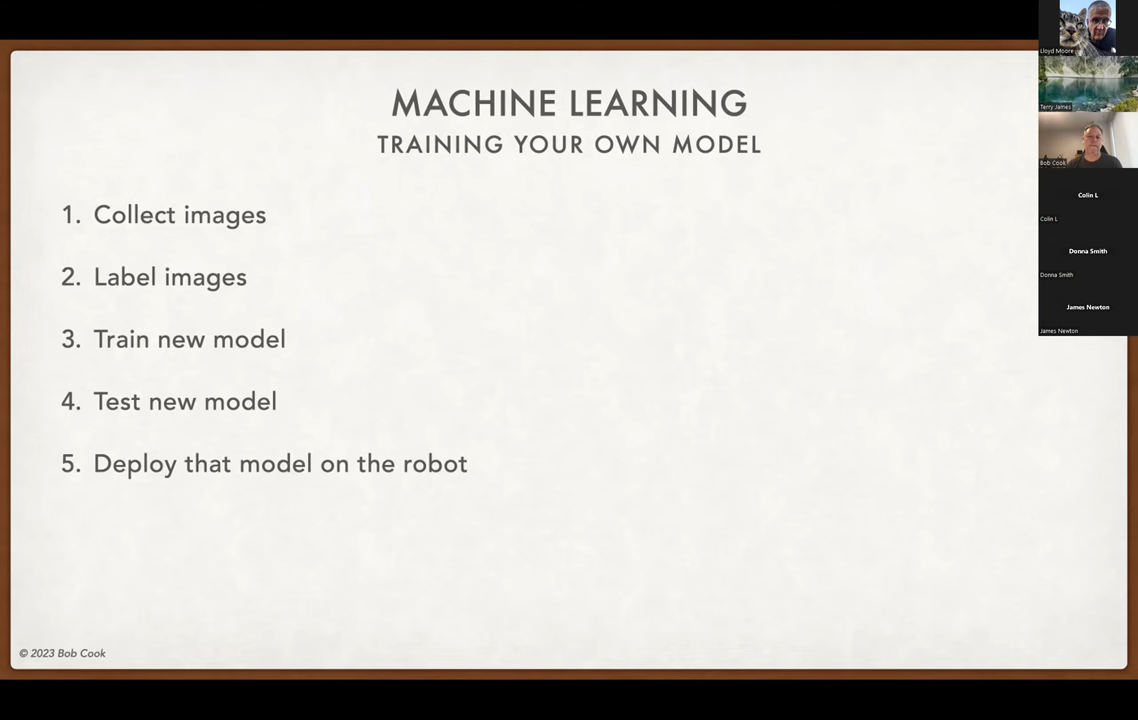 MACHINE LEARNING
TRAINING YOUR OWN MODEL
1. Collect images
2. Label images
3. Train new model
4. Test new model
5. Deploy that model on the robot
© 2023 Bob Cook
Lloyd Moore
Terry James
Bob Cook
Colin L
Colin L
Donna Smith
Donna Smith
James Newton
James Newton